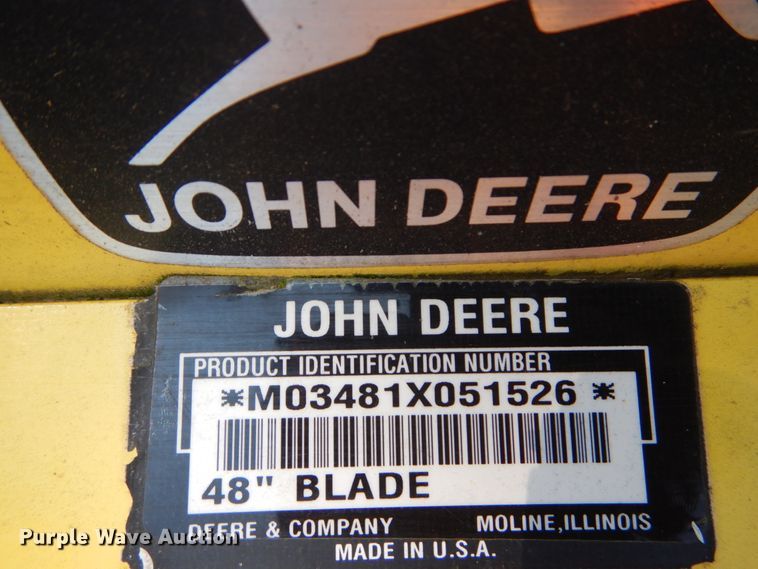 JOHN DEERE
JOHN DEERE
PRODUCT IDENTIFICATION NUMBER
*M03481X051526*
48" BLADE
DEERE & COMPANY MOLINE, ILLINOIS
MADE IN U.S.A.
Purple Wave Auction